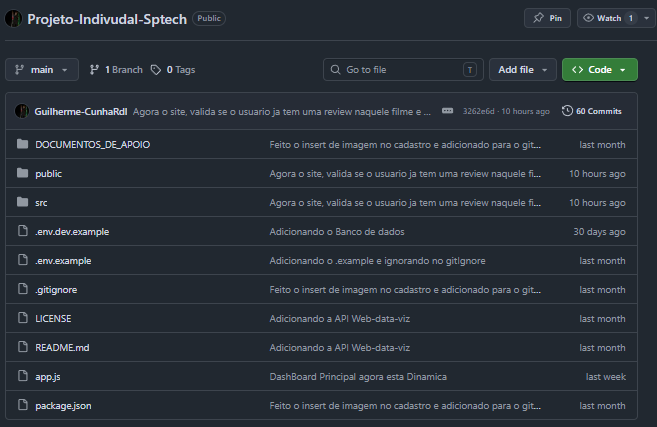 Projeto-Indivudal-Sptech Public Pin Watch 1
main 1 Branch 0 Tags Go to file T Add file Code
Guilherme-CunhaRdl Agora o site, valida se o usuario ja tem uma review naquele filme e ... 3262e6d · 10 hours ago 60 Commits
DOCUMENTOS_DE_APOIO Feito o insert de imagem no cadastro e adicionado para o git... last month
public Agora o site, valida se o usuario ja tem uma review naquele fi... 10 hours ago
src Agora o site, valida se o usuario ja tem uma review naquele fi... 10 hours ago
.env.dev.example Adicionando o Banco de dados 30 days ago
.env.example Adicionando o .example e ignorando no gitIgnore last month
.gitignore Feito o insert de imagem no cadastro e adicionado para o git... last month
LICENSE Adicionando a API Web-data-viz last month
README.md Adicionando a API Web-data-viz last month
app.js DashBoard Principal agora esta Dinamica last week
package.json Feito o insert de imagem no cadastro e adicionado para o git... last month